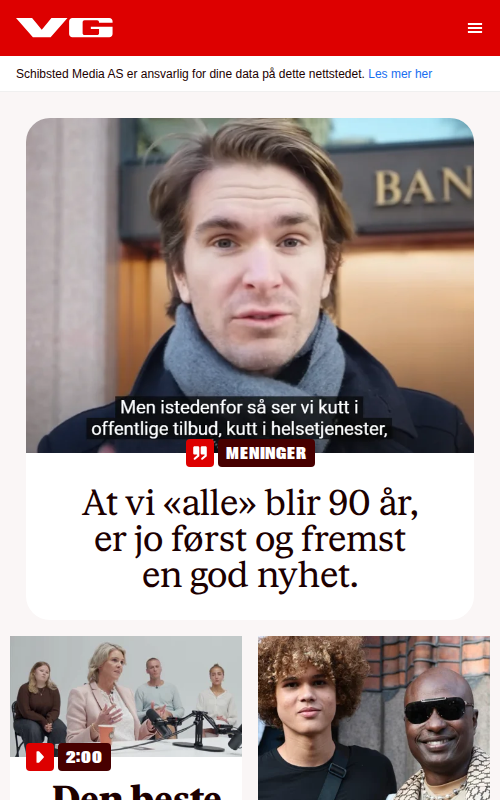 VG
Schibsted Media AS er ansvarlig for dine data på dette nettstedet. Les mer her
BAN
Men istedenfor så ser vi kutt i
offentlige tilbud, kutt i helsetjenester,
MENINGER
At vi «alle» blir 90 år,
er jo først og fremst
en god nyhet.
2:00
Den beste